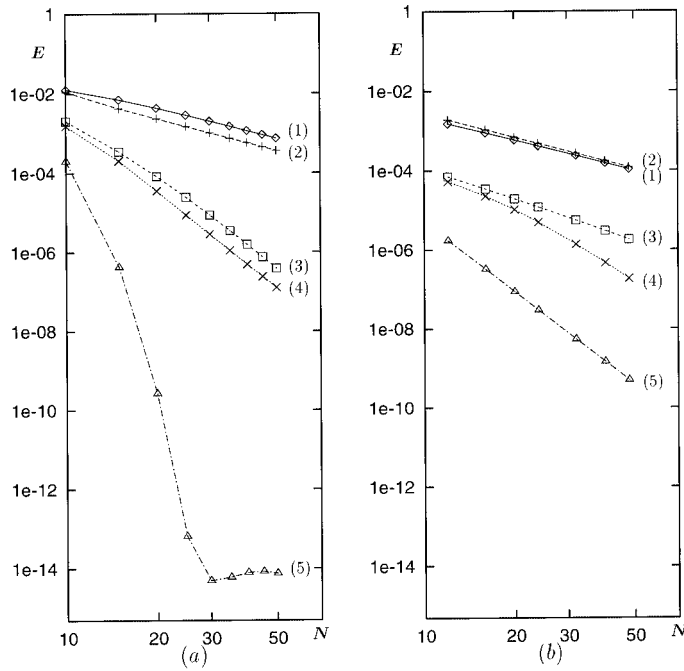 1
E
1e-02
1e-04
1e-06
1e-08
1e-10
1e-12
1e-14
(1)
(2)
(3)
(4)
(5)
10 20 30 50 N
(a)
1
E
1e-02
1e-04
1e-06
1e-08
1e-10
1e-12
1e-14
(2)
(1)
(3)
(4)
(5)
10 20 30 50 N
(b)